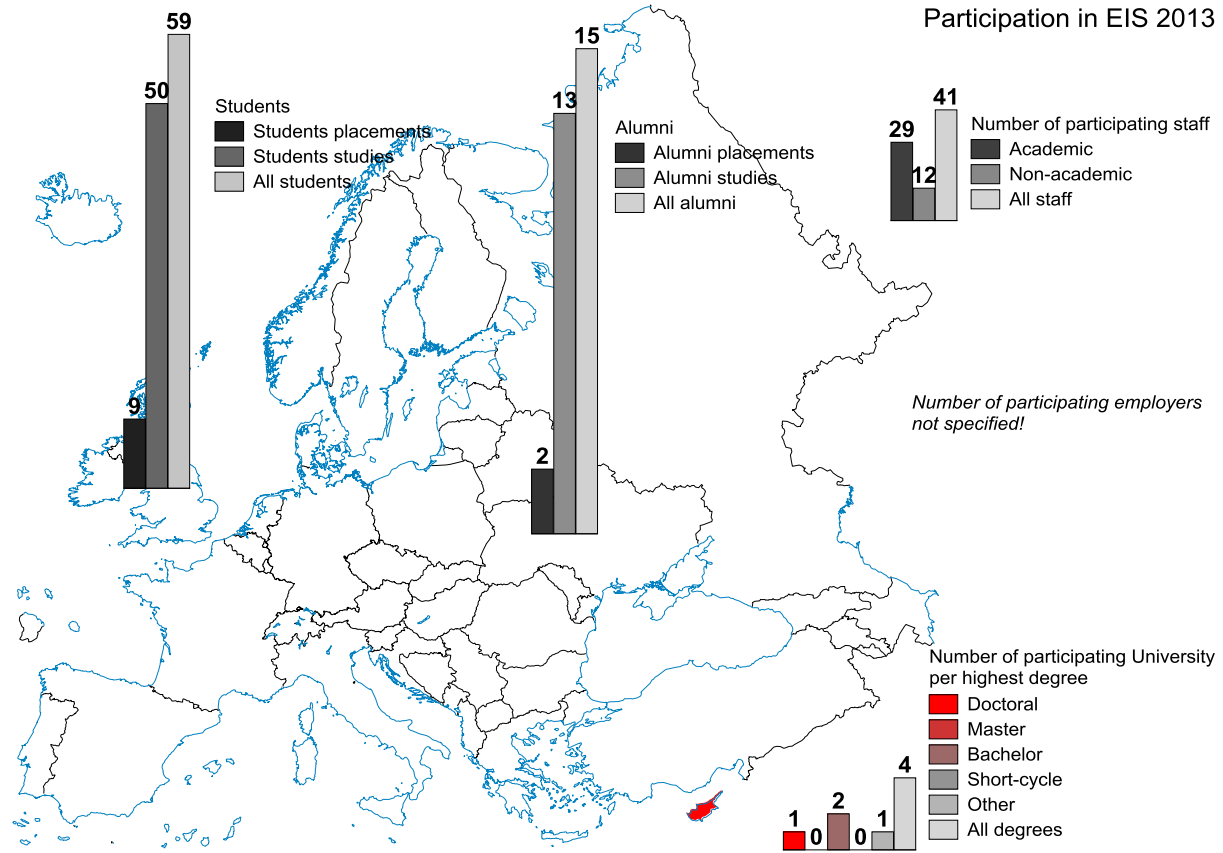 Participation in EIS 2013
59
50
9
Students
Students placements
Students studies
All students
15
13
2
Alumni
Alumni placements
Alumni studies
All alumni
41
29
12
Number of participating staff
Academic
Non-academic
All staff
Number of participating employers
not specified!
Number of participating University
per highest degree
Doctoral
Master
Bachelor
Short-cycle
Other
All degrees
1
0
2
0
1
4